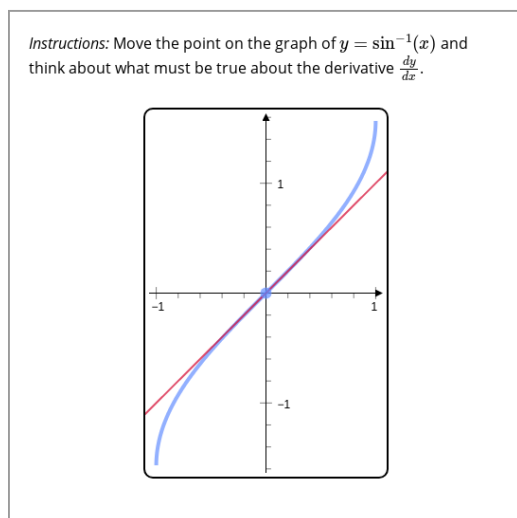 Instructions: Move the point on the graph of y = sin⁻¹(x) and
think about what must be true about the derivative dy/dx.
1
−1
1
−1